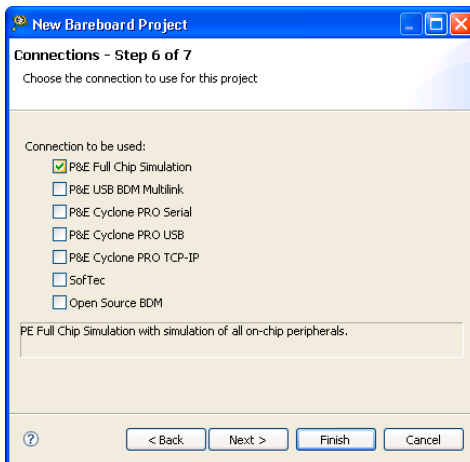 New Bareboard Project
Connections - Step 6 of 7
Choose the connection to use for this project
Connection to be used:
P&E Full Chip Simulation
P&E USB BDM Multilink
P&E Cyclone PRO Serial
P&E Cyclone PRO USB
P&E Cyclone PRO TCP-IP
SofTec
Open Source BDM
PE Full Chip Simulation with simulation of all on-chip peripherals.
? < Back Next > Finish Cancel